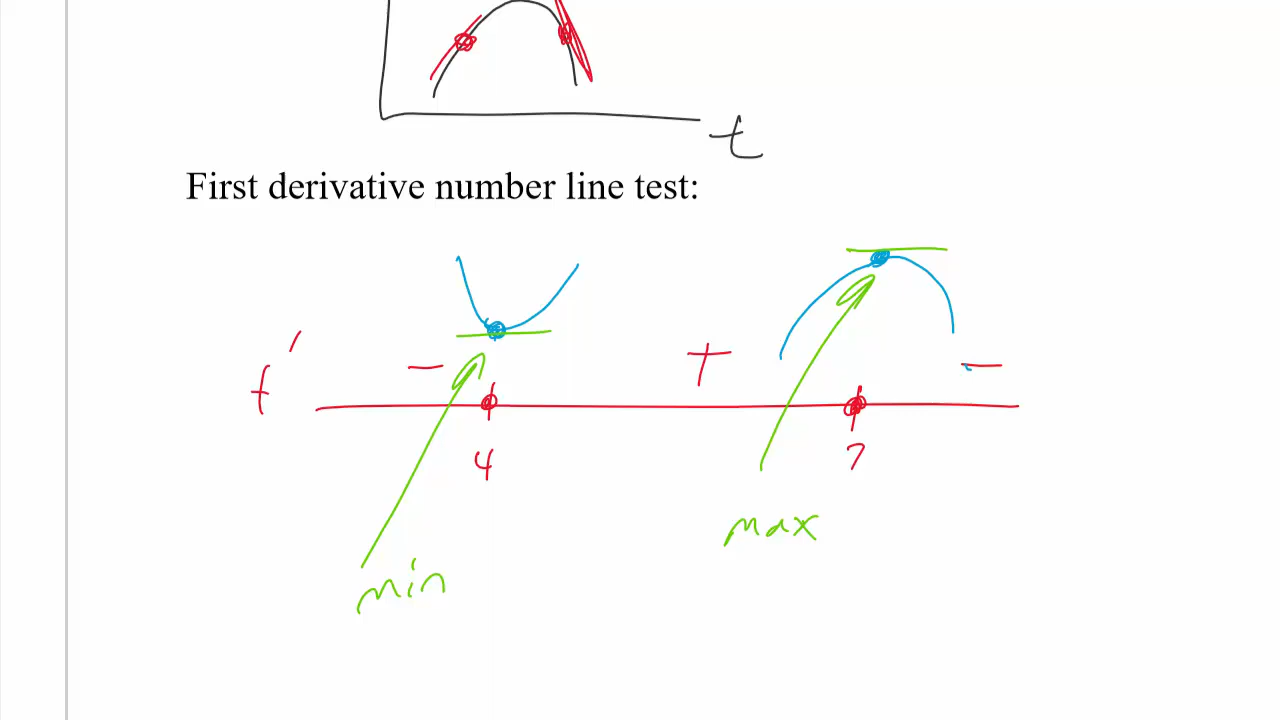 t
First derivative number line test:
f′ − + −
4 7
max
min